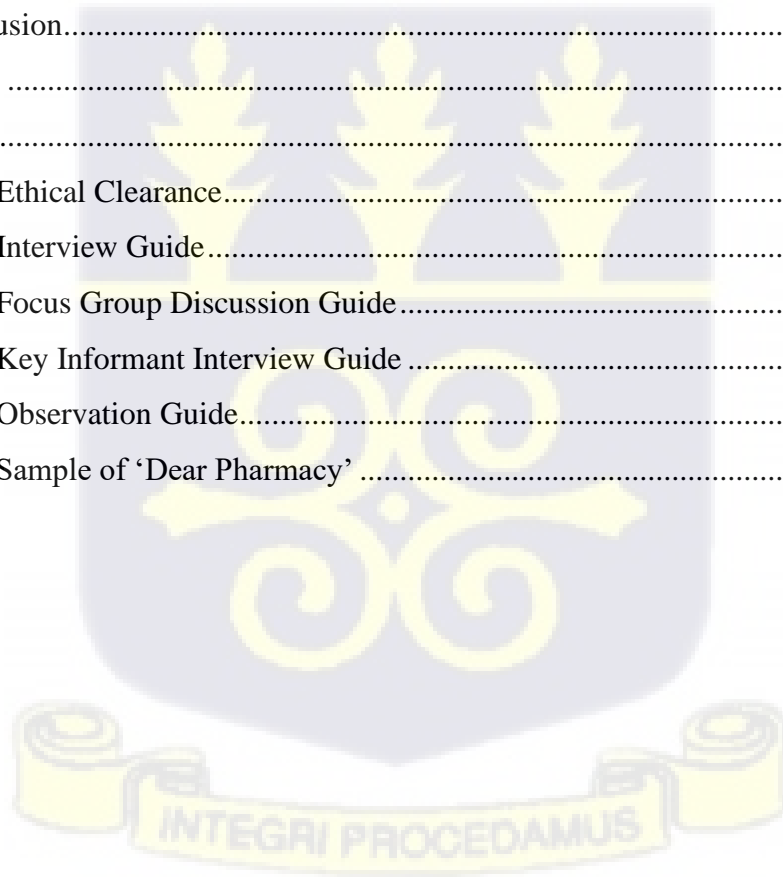 usion
Ethical Clearance
Interview Guide
Focus Group Discussion Guide
Key Informant Interview Guide
Observation Guide
Sample of ‘Dear Pharmacy’
INTEGRI PROCEDAMUS